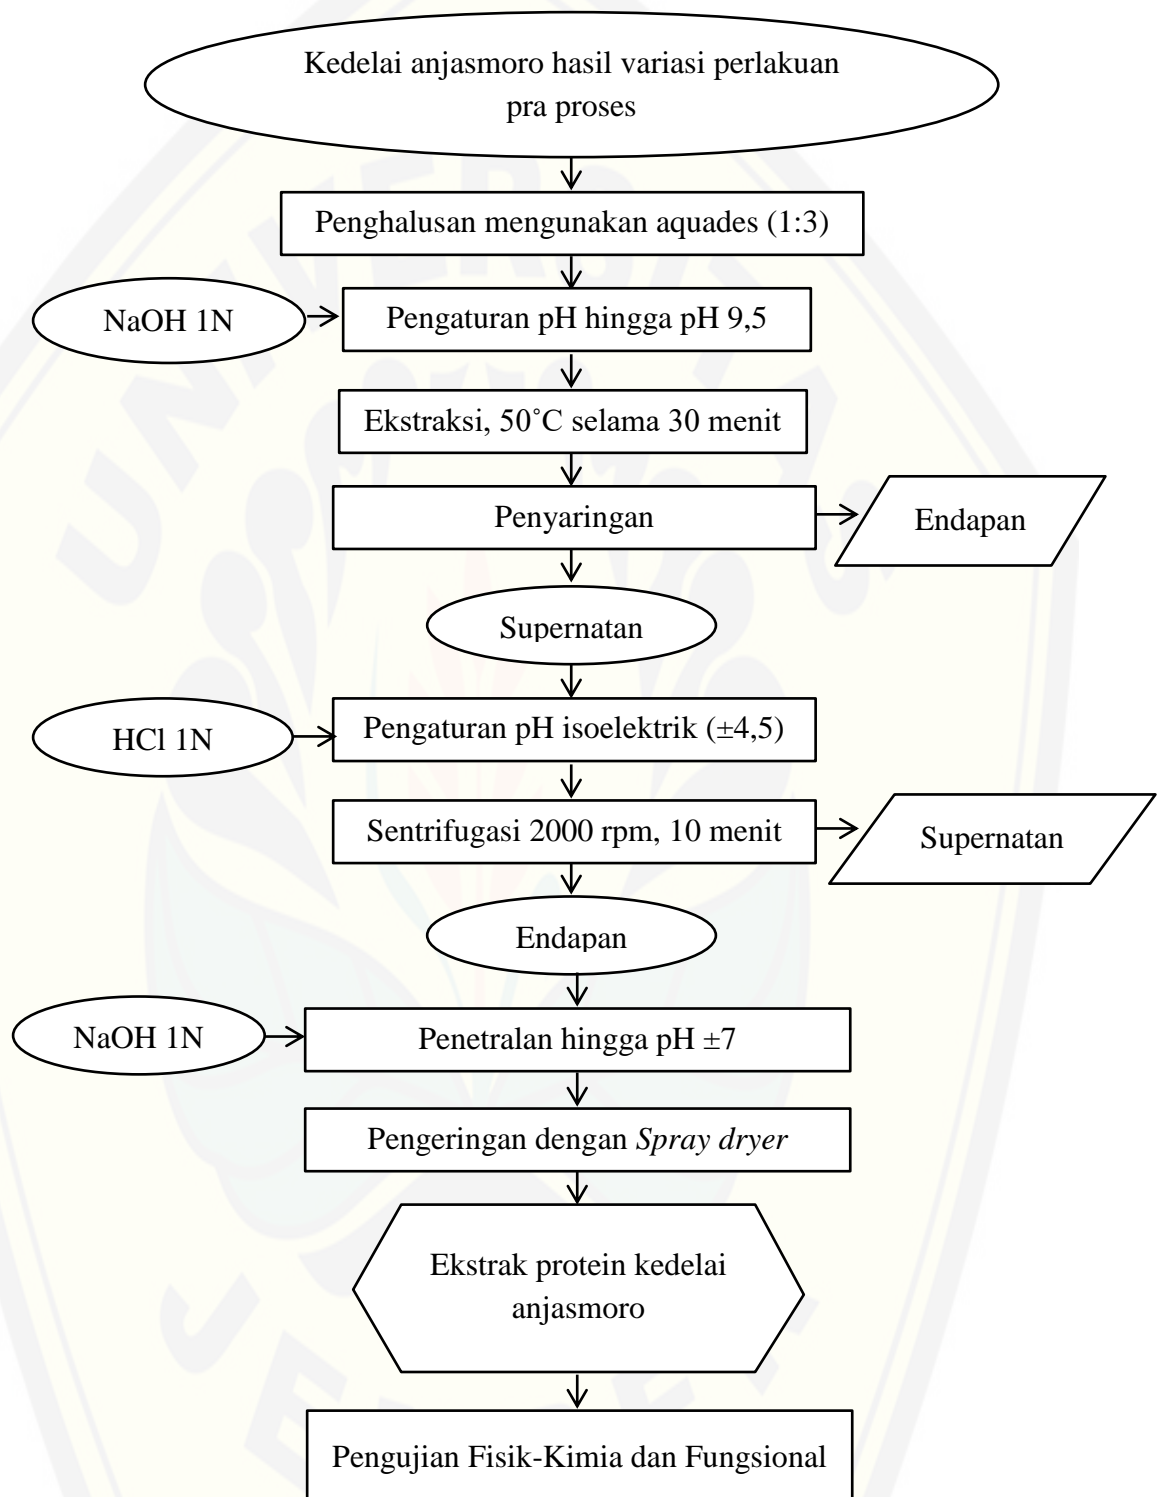 Kedelai anjasmoro hasil variasi perlakuan
pra proses
Penghalusan mengunakan aquades (1:3)
NaOH 1N
Pengaturan pH hingga pH 9,5
Ekstraksi, 50˚C selama 30 menit
Penyaringan
Endapan
Supernatan
HCl 1N
Pengaturan pH isoelektrik (±4,5)
Sentrifugasi 2000 rpm, 10 menit
Supernatan
Endapan
NaOH 1N
Penetralan hingga pH ±7
Pengeringan dengan Spray dryer
Ekstrak protein kedelai
anjasmoro
Pengujian Fisik-Kimia dan Fungsional
UNIVERSITAS
JEMBER